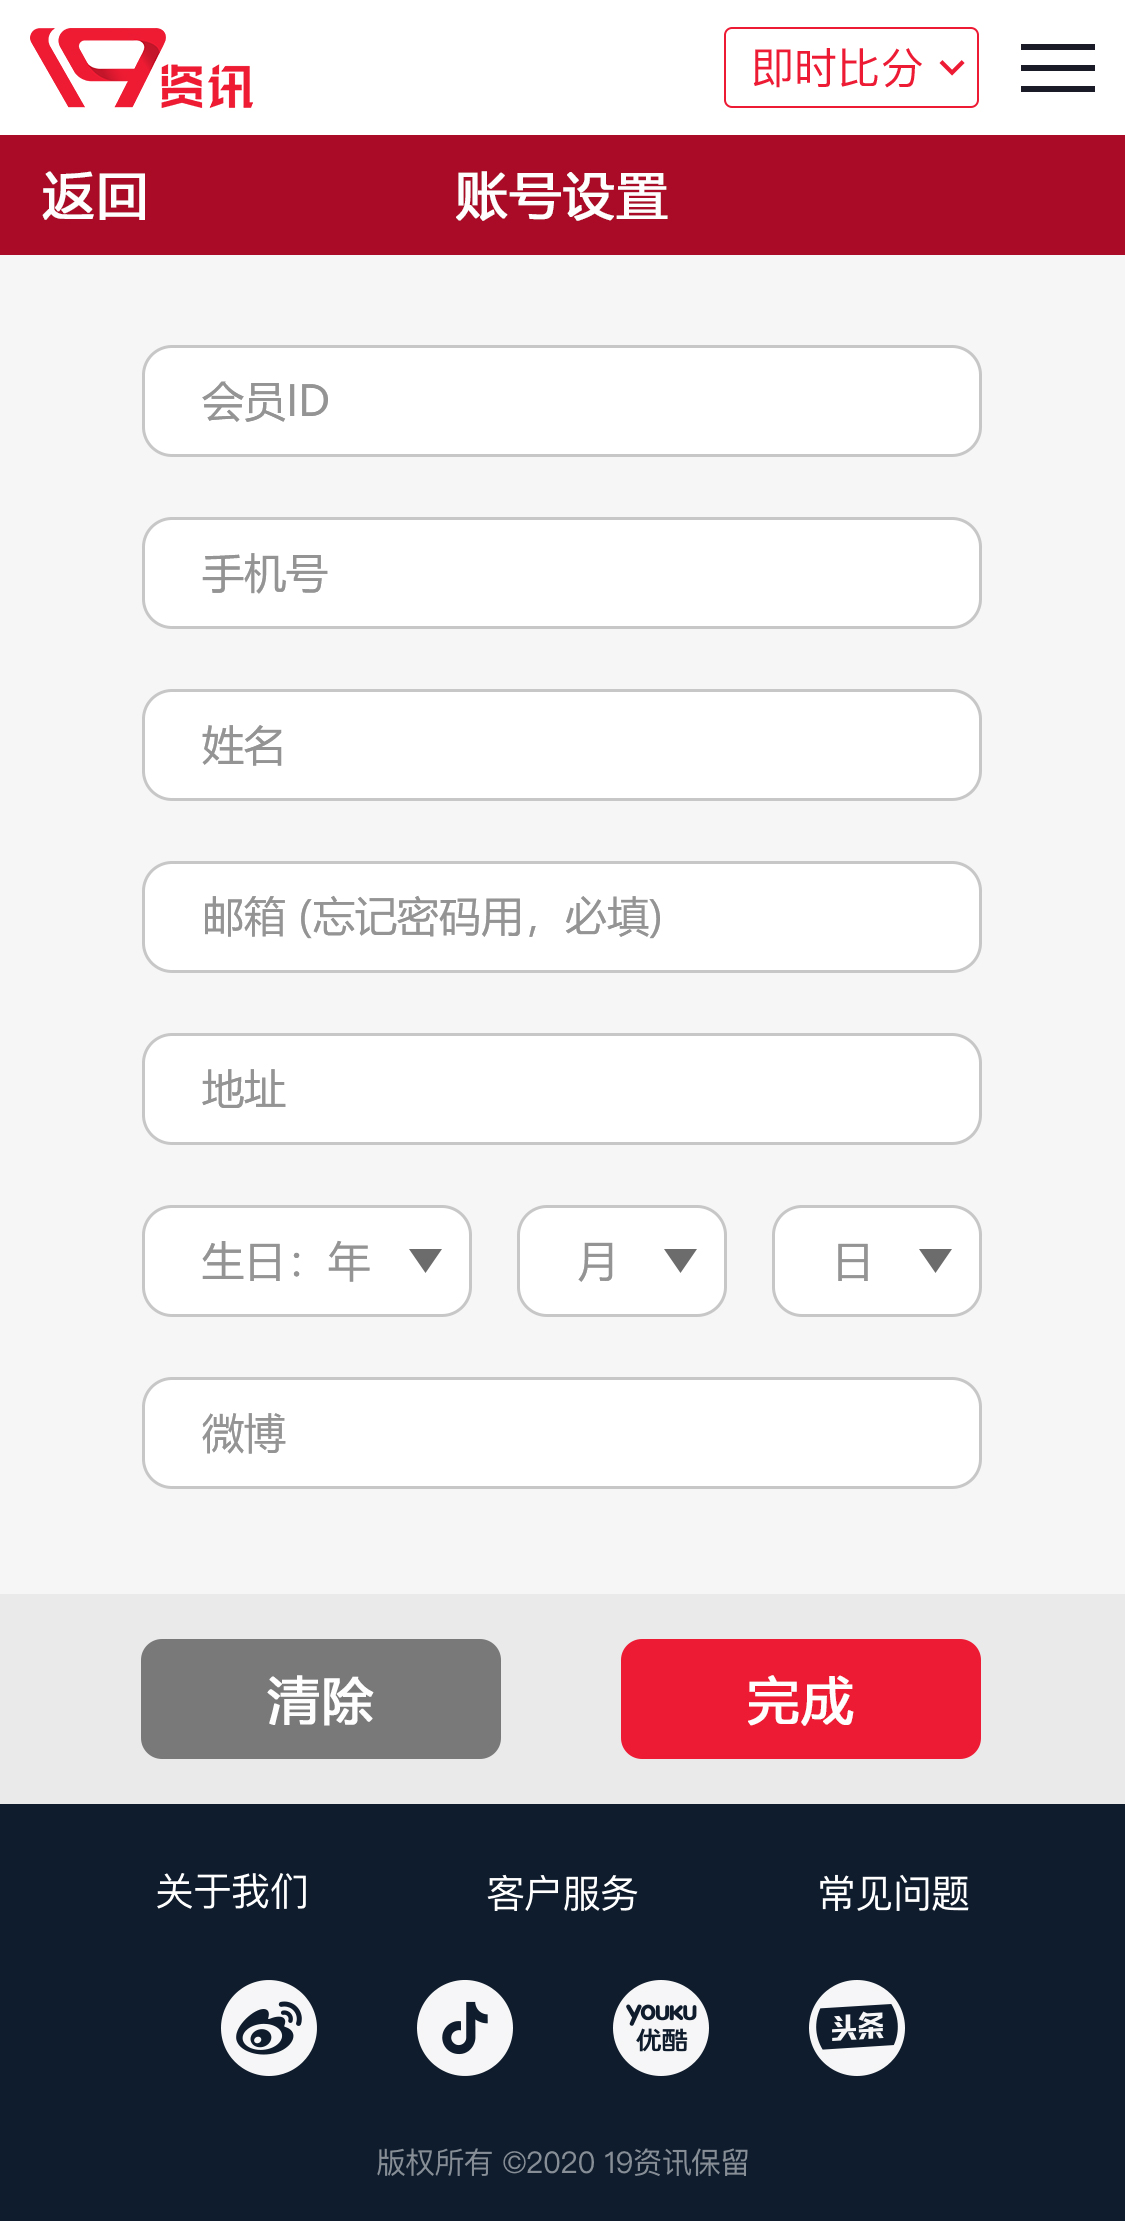 19资讯
即时比分
返回
账号设置
会员ID
手机号
姓名
邮箱 (忘记密码用，必填)
地址
生日：年
月
日
微博
清除
完成
关于我们
客户服务
常见问题
YOUKU
优酷
头条
版权所有 ©2020 19资讯保留